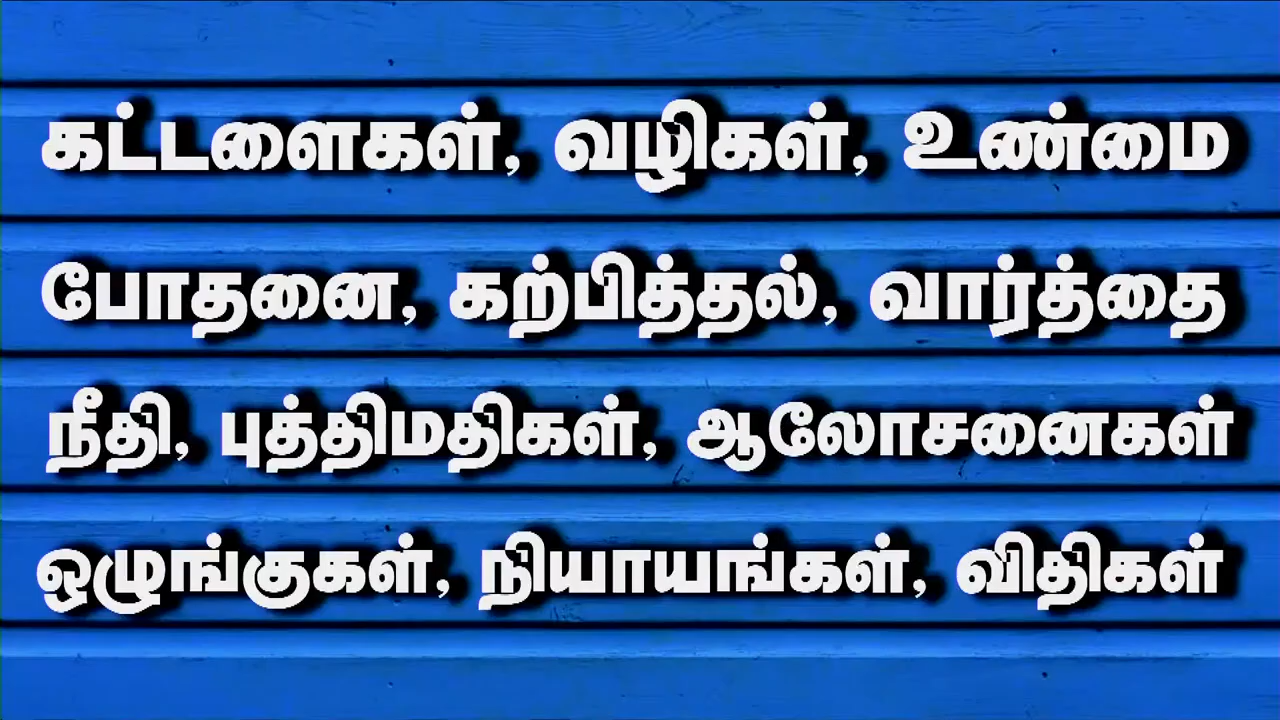 கட்டளைகள், வழிகள், உண்மை
போதனை, கற்பித்தல், வார்த்தை
நீதி, புத்திமதிகள், ஆலோசனைகள்
ஒழுங்குகள், நியாயங்கள், விதிகள்